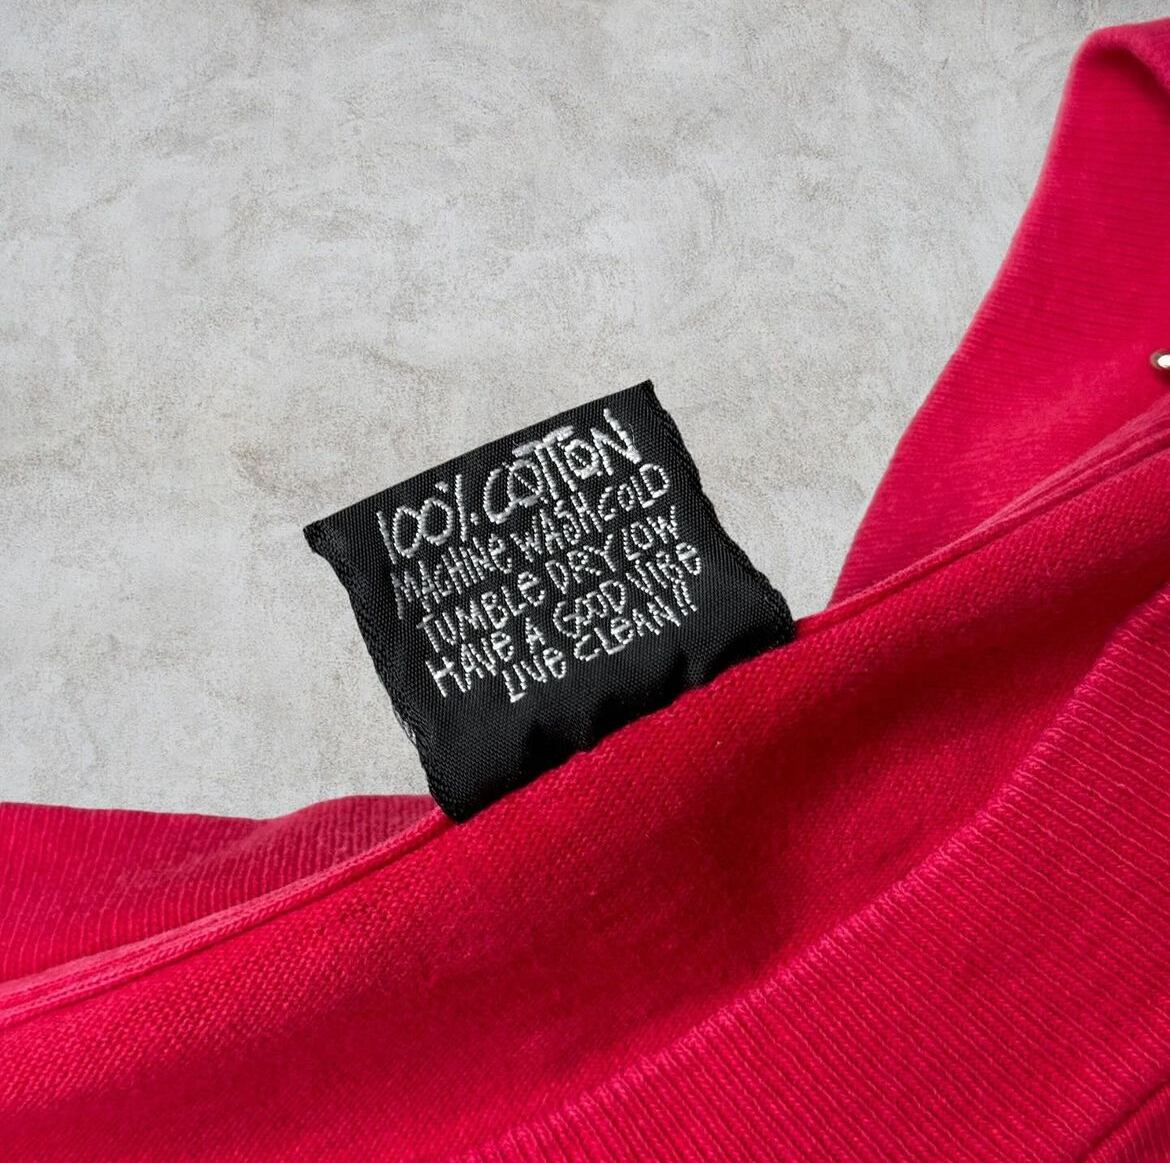 100% COTTON
MACHiNe WASH COLD
TUMBLe DRY LOW
HAVe A GOOD VIBe
LIVe CLeAN!!